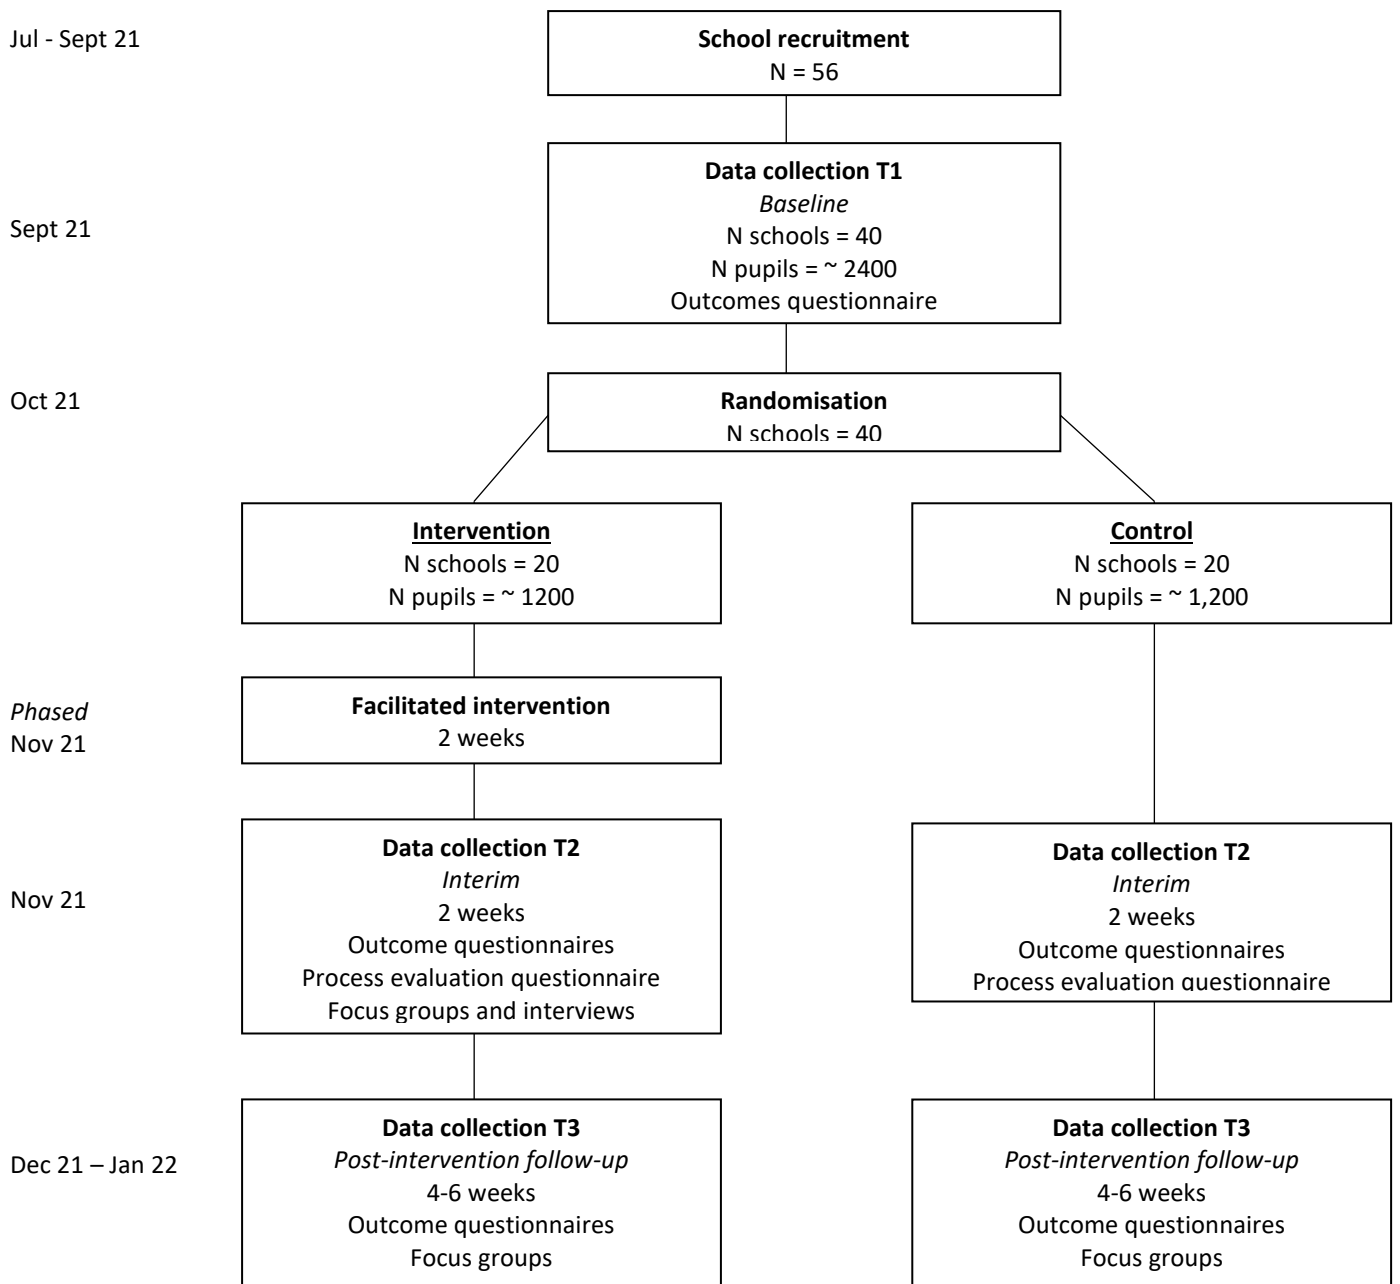 Jul - Sept 21
School recruitment
N = 56
Sept 21
Data collection T1
Baseline
N schools = 40
N pupils = ~ 2400
Outcomes questionnaire
Oct 21
Randomisation
N schools = 40
Intervention
N schools = 20
N pupils = ~ 1200
Control
N schools = 20
N pupils = ~ 1,200
Phased
Nov 21
Facilitated intervention
2 weeks
Nov 21
Data collection T2
Interim
2 weeks
Outcome questionnaires
Process evaluation questionnaire
Focus groups and interviews
Data collection T2
Interim
2 weeks
Outcome questionnaires
Process evaluation questionnaire
Dec 21 – Jan 22
Data collection T3
Post-intervention follow-up
4-6 weeks
Outcome questionnaires
Focus groups
Data collection T3
Post-intervention follow-up
4-6 weeks
Outcome questionnaires
Focus groups